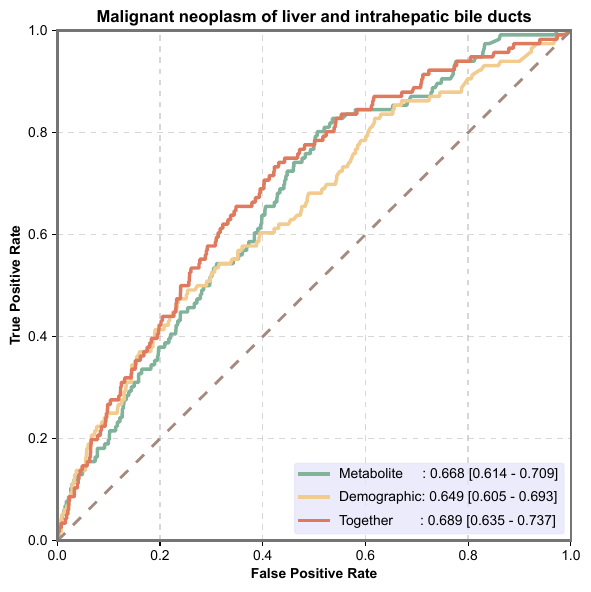 Malignant neoplasm of liver and intrahepatic bile ducts
1.0
0.8
0.6
0.4
0.2
0.0
True Positive Rate
Metabolite : 0.668 [0.614 - 0.709]
Demographic: 0.649 [0.605 - 0.693]
Together : 0.689 [0.635 - 0.737]
0.0 0.2 0.4 0.6 0.8 1.0
False Positive Rate